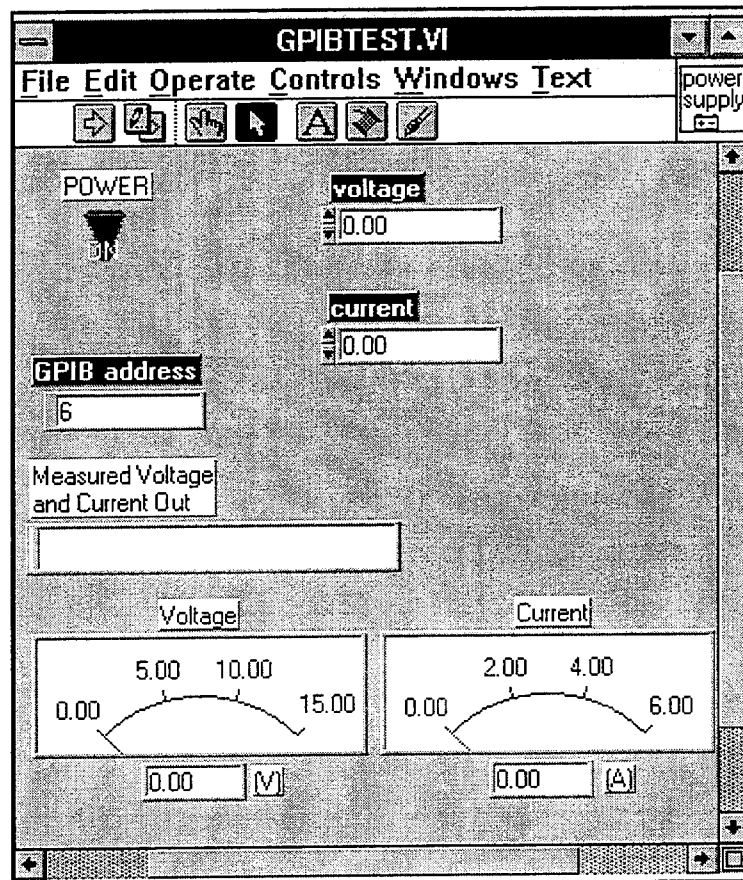 GPIBTEST.VI
File Edit Operate Controls Windows Text
power
supply
A
POWER
ON
voltage
0.00
current
0.00
GPIB address
6
Measured Voltage
and Current Out
Voltage
Current
0.00 5.00 10.00 15.00
0.00 2.00 4.00 6.00
0.00 (V)
0.00 (A)